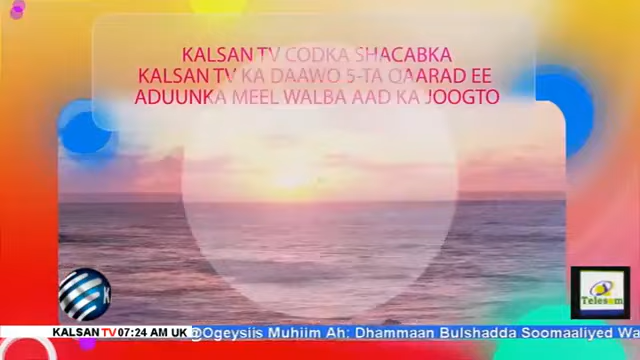 KALSAN TV CODKA SHACABKA
KALSAN TV KA DAAWO 5-TA QAARAD EE
ADUUNKA MEEL WALBA AAD KA JOOGTO
K
Telesom
KALSAN TV 07:24 AM UK @Ogeysiis Muhiim Ah: Dhammaan Bulshadda Soomaaliyed Wa